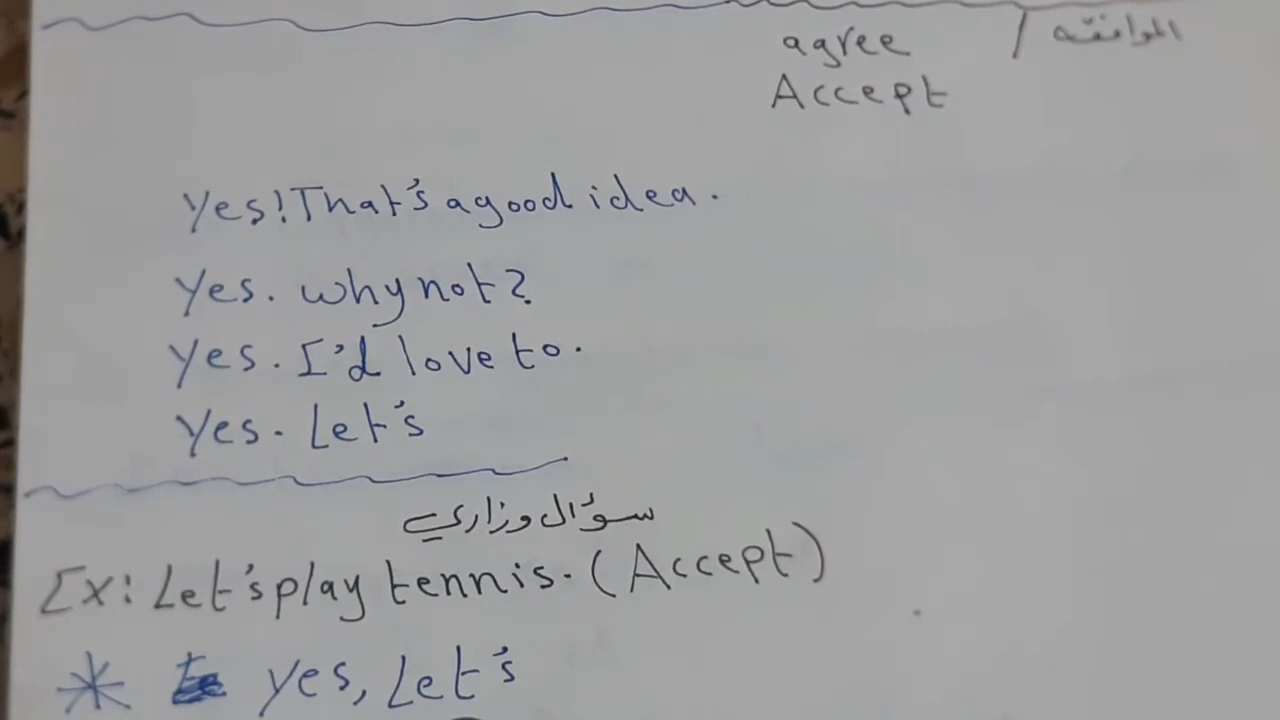 agree / الموافقه
Accept
Yes! That's a good idea.
Yes. why not?
Yes. I'd love to.
Yes. Let's
سؤال وزاري
Ex: Let's play tennis. (Accept)
* yes, Let's